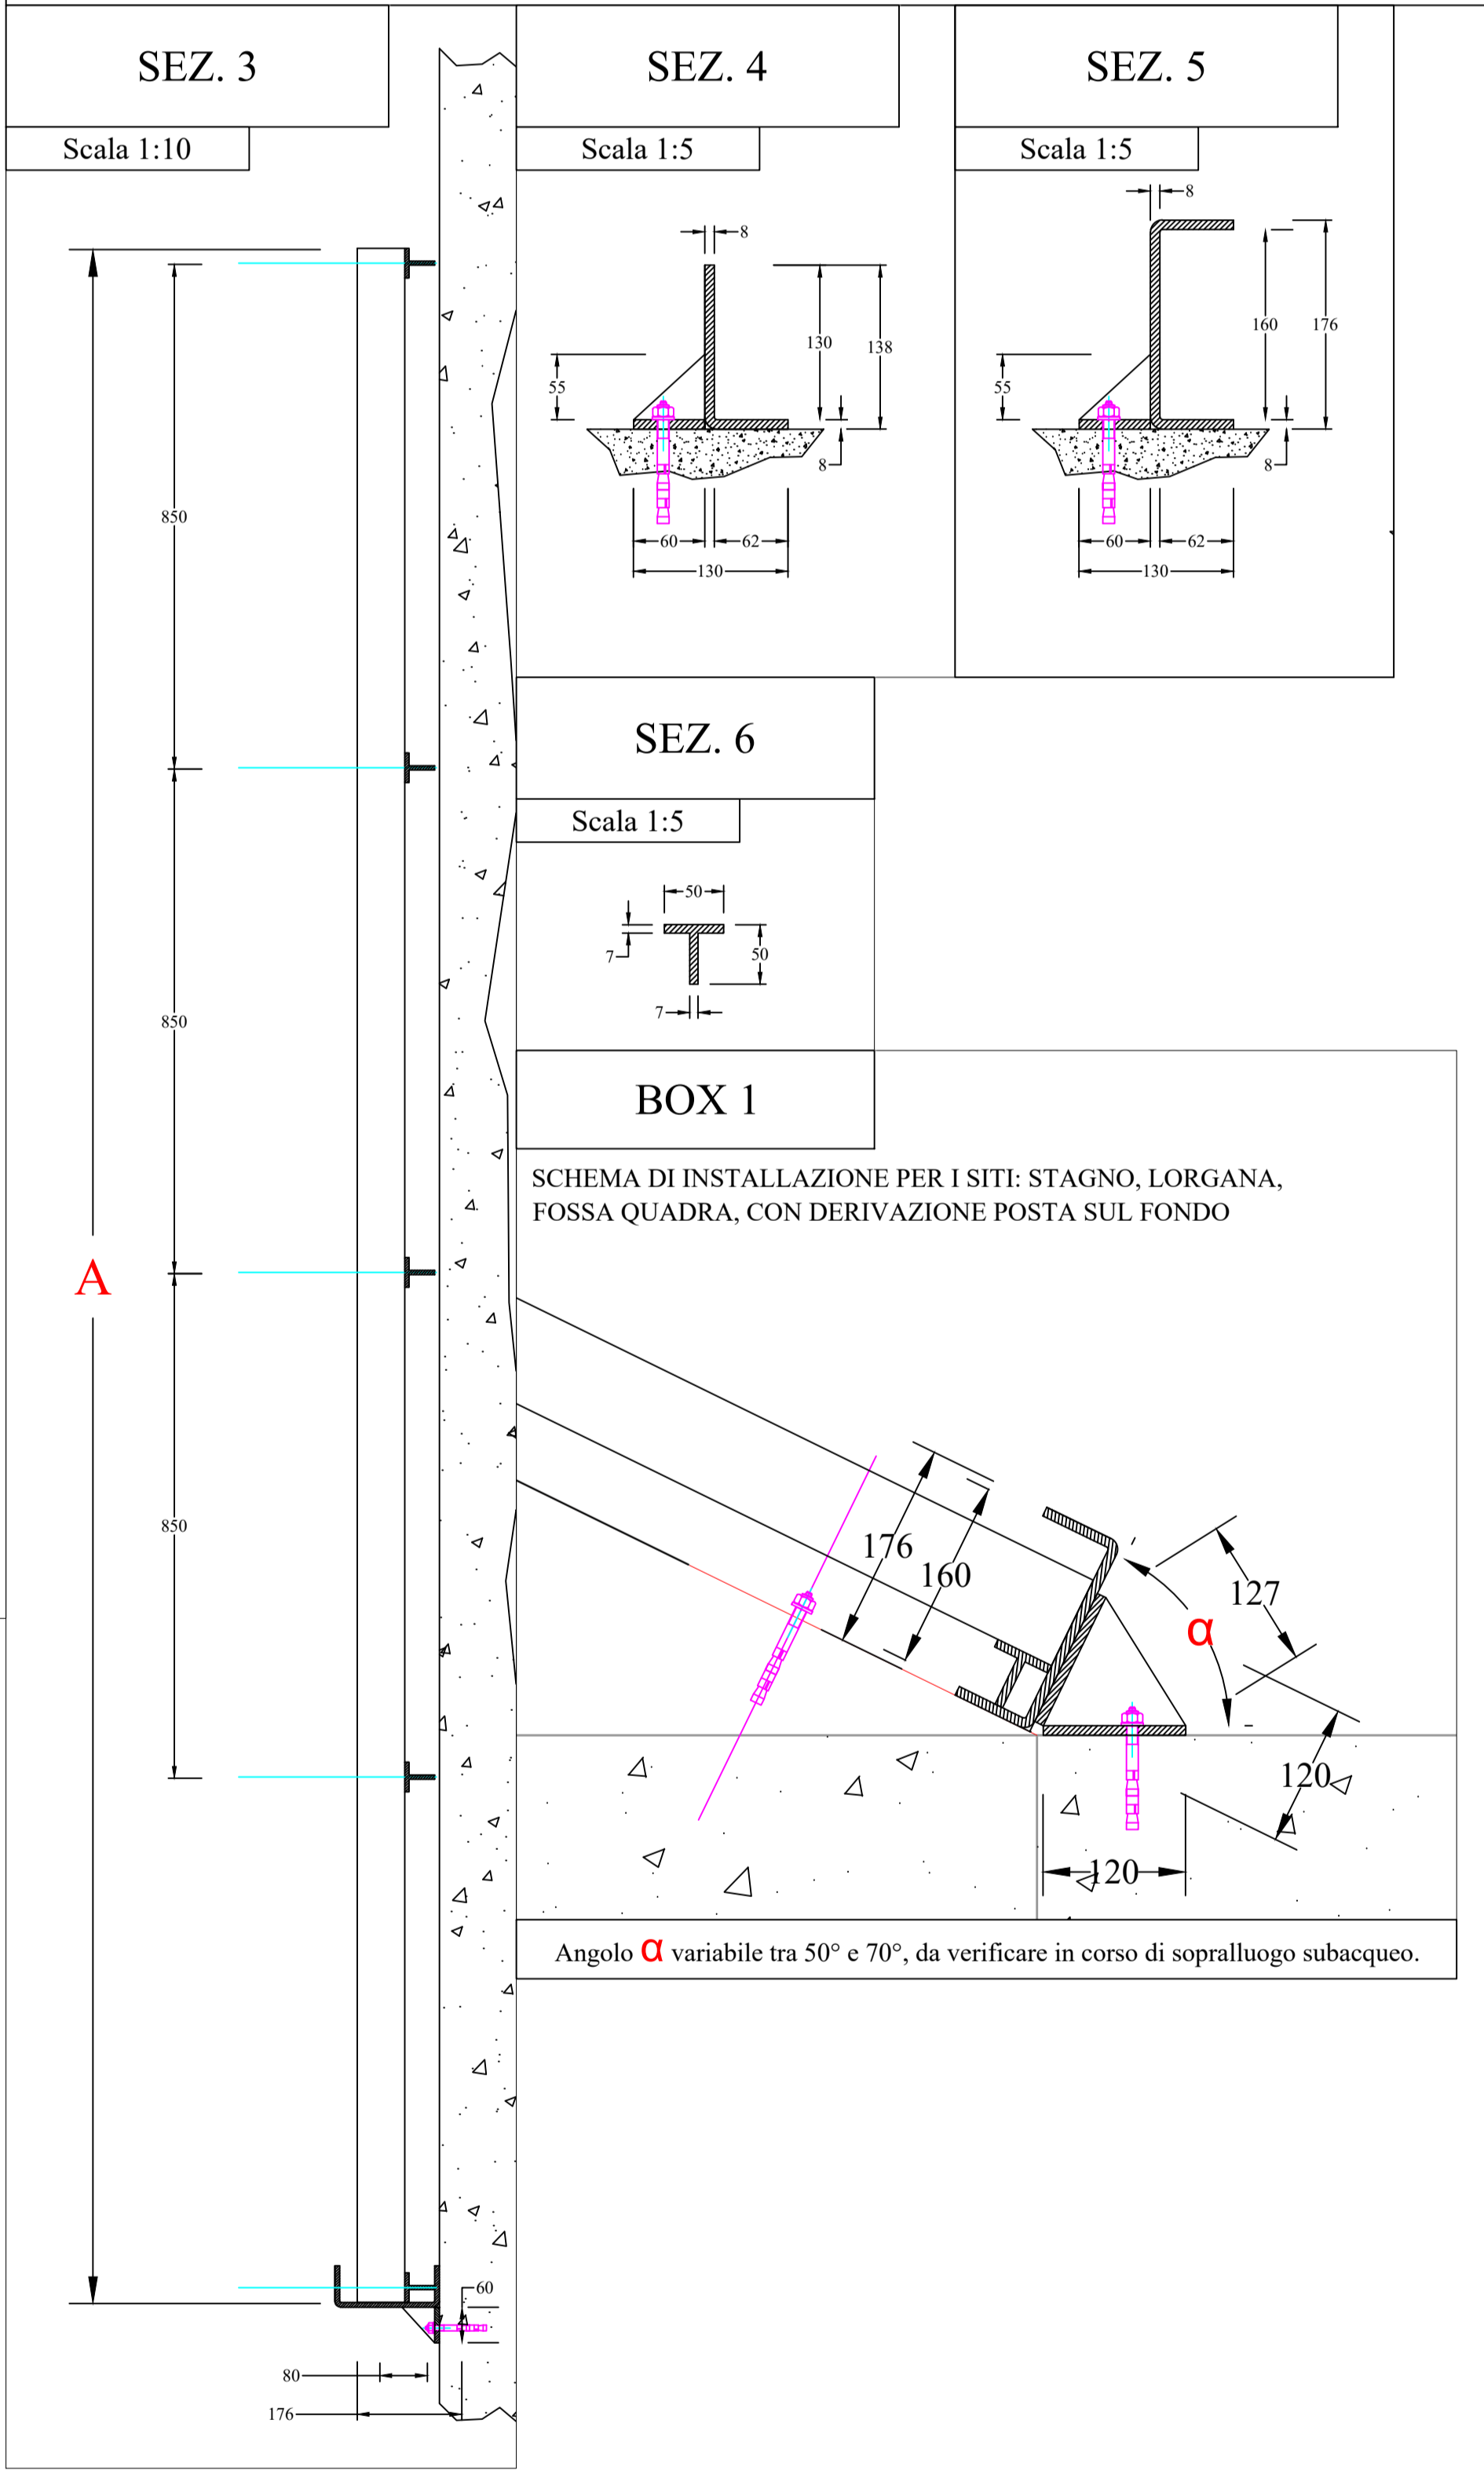 SEZ. 3
Scala 1:10
A
850
850
850
60
80
176
SEZ. 4
Scala 1:5
8
130
138
55
8
60
62
130
SEZ. 5
Scala 1:5
8
160
176
55
8
60
62
130
SEZ. 6
Scala 1:5
50
7
50
7
BOX 1
SCHEMA DI INSTALLAZIONE PER I SITI: STAGNO, LORGANA,
FOSSA QUADRA, CON DERIVAZIONE POSTA SUL FONDO
176
160
127
α
120
120
Angolo α variabile tra 50° e 70°, da verificare in corso di sopralluogo subacqueo.